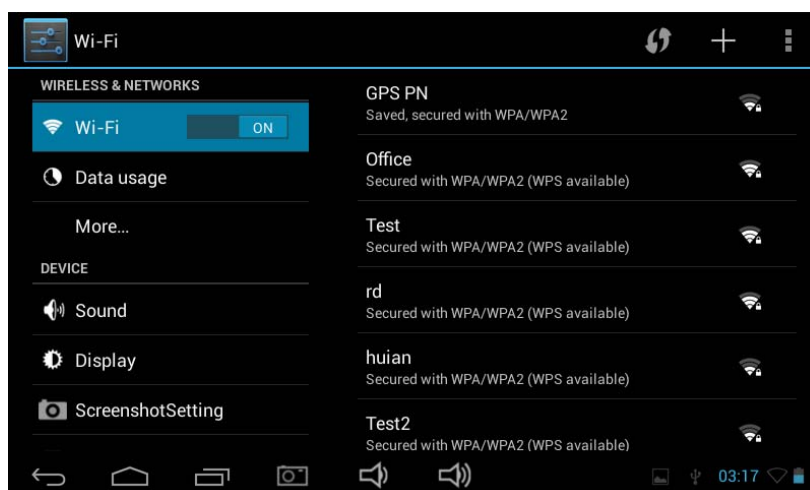 Wi-Fi
WIRELESS & NETWORKS
Wi-Fi ON
Data usage
More...
DEVICE
Sound
Display
ScreenshotSetting
GPS PN
Saved, secured with WPA/WPA2
Office
Secured with WPA/WPA2 (WPS available)
Test
Secured with WPA/WPA2 (WPS available)
rd
Secured with WPA/WPA2 (WPS available)
huian
Secured with WPA/WPA2 (WPS available)
Test2
Secured with WPA/WPA2 (WPS available)
03:17